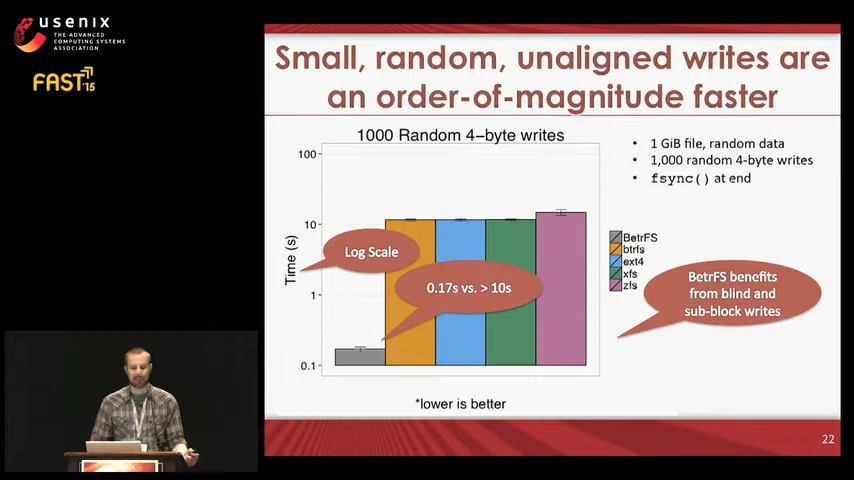 usenix
THE ADVANCED
COMPUTING SYSTEMS
ASSOCIATION
FAST '15
Small, random, unaligned writes are
an order-of-magnitude faster
1000 Random 4−byte writes
100
10
1
0.1
Time (s)
Log Scale
0.17s vs. > 10s
*lower is better
• 1 GiB file, random data
• 1,000 random 4-byte writes
• fsync() at end
BetrFS
btrfs
ext4
xfs
zfs
BetrFS benefits
from blind and
sub-block writes
22